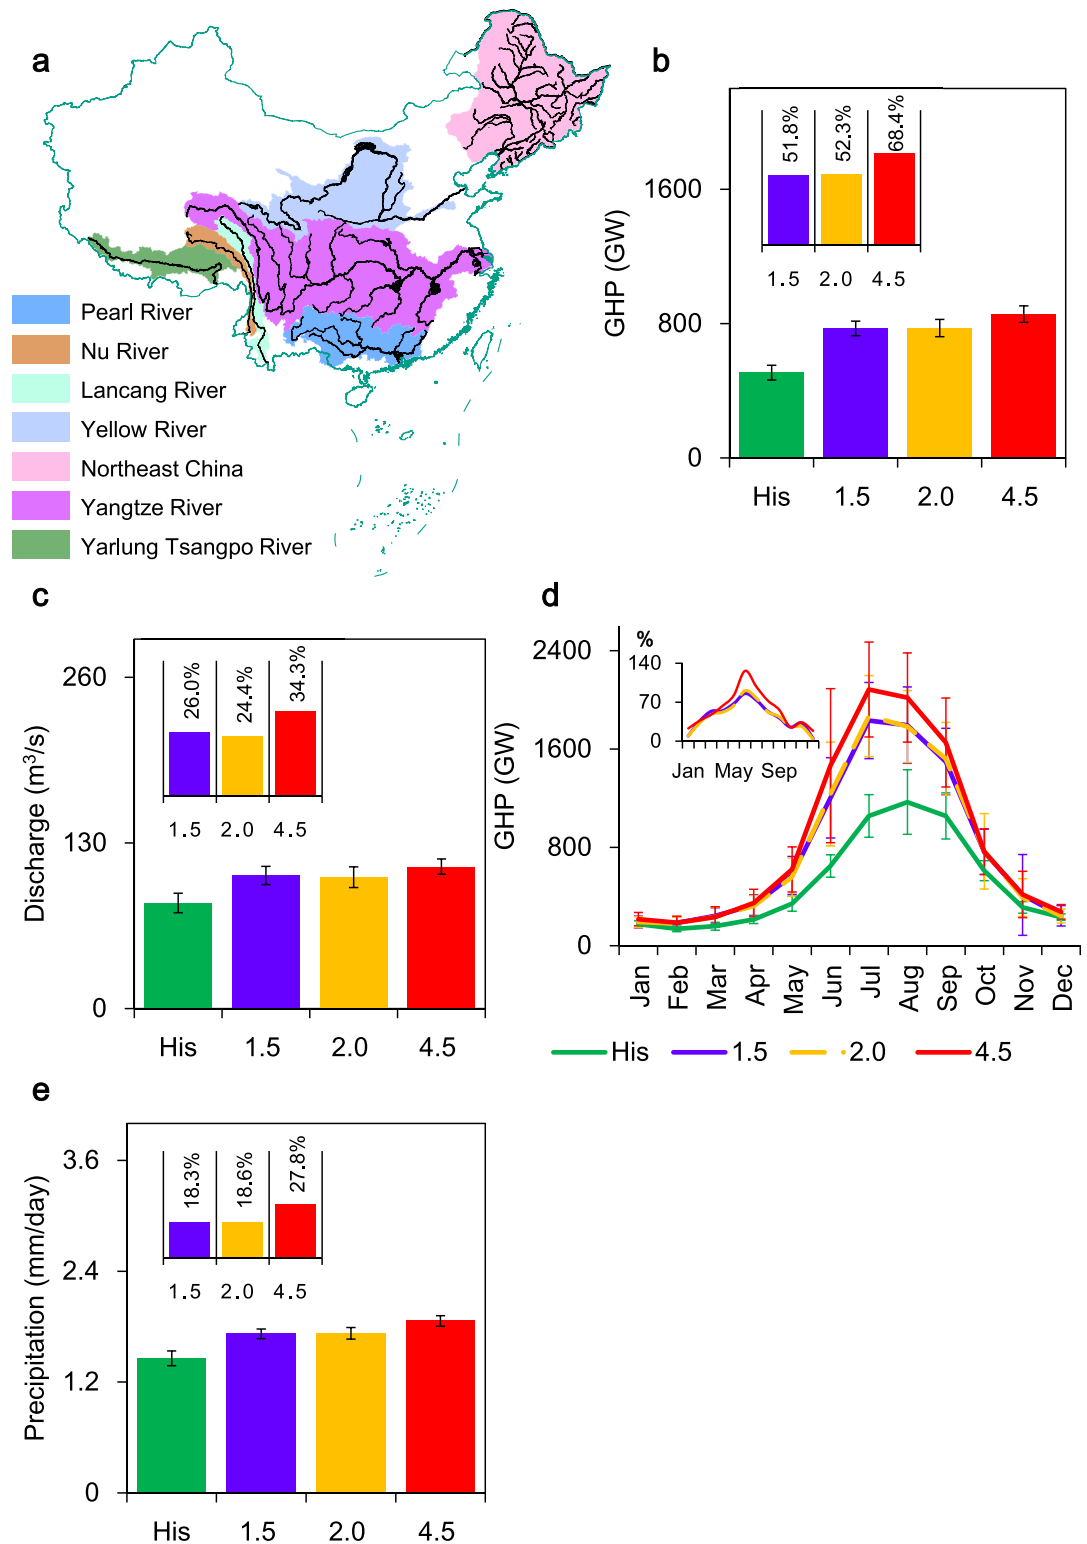 a
Pearl River
Nu River
Lancang River
Yellow River
Northeast China
Yangtze River
Yarlung Tsangpo River
b
GHP (GW)
1600
800
0
51.8%
52.3%
68.4%
1.5
2.0
4.5
His
1.5
2.0
4.5
c
Discharge (m³/s)
260
130
0
26.0%
24.4%
34.3%
1.5
2.0
4.5
His
1.5
2.0
4.5
d
GHP (GW)
2400
1600
800
0
%
140
70
0
Jan May Sep
Jan
Feb
Mar
Apr
May
Jun
Jul
Aug
Sep
Oct
Nov
Dec
His
1.5
2.0
4.5
e
Precipitation (mm/day)
3.6
2.4
1.2
0
18.3%
18.6%
27.8%
1.5
2.0
4.5
His
1.5
2.0
4.5